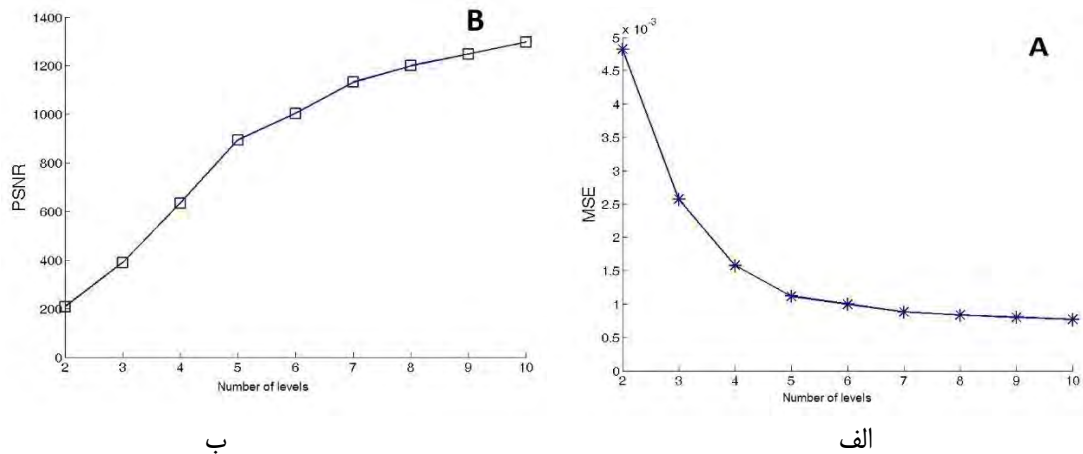 B
1400
1200
1000
800
600
400
200
0
PSNR
2 3 4 5 6 7 8 9 10
Number of levels
ب
A
× 10⁻³
5
4.5
4
3.5
3
2.5
2
1.5
1
0.5
0
MSE
2 3 4 5 6 7 8 9 10
Number of levels
الف